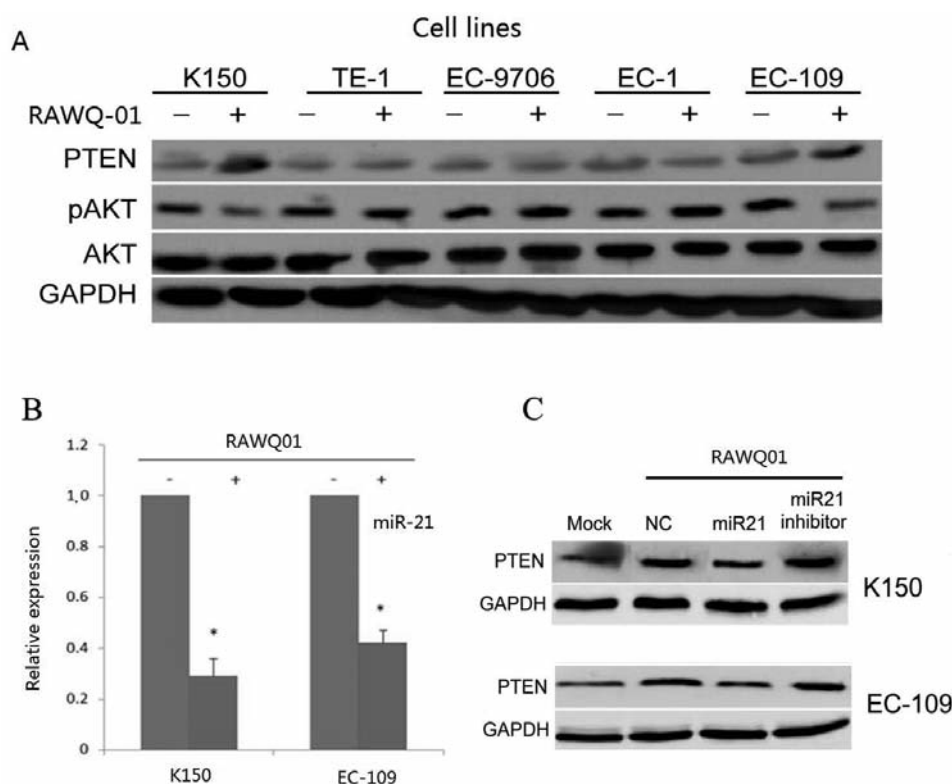 A
Cell lines
K150 TE-1 EC-9706 EC-1 EC-109
RAWQ-01 – + – + – + – + – +
PTEN
pAKT
AKT
GAPDH
B
RAWQ01
- + - +
miR-21
Relative expression
1.2
1,0
0.8
0.6
0.4
0.2
0
* *
K150 EC-109
C
RAWQ01
Mock NC miR21 miR21 inhibitor
PTEN
GAPDH
K150
PTEN
GAPDH
EC-109